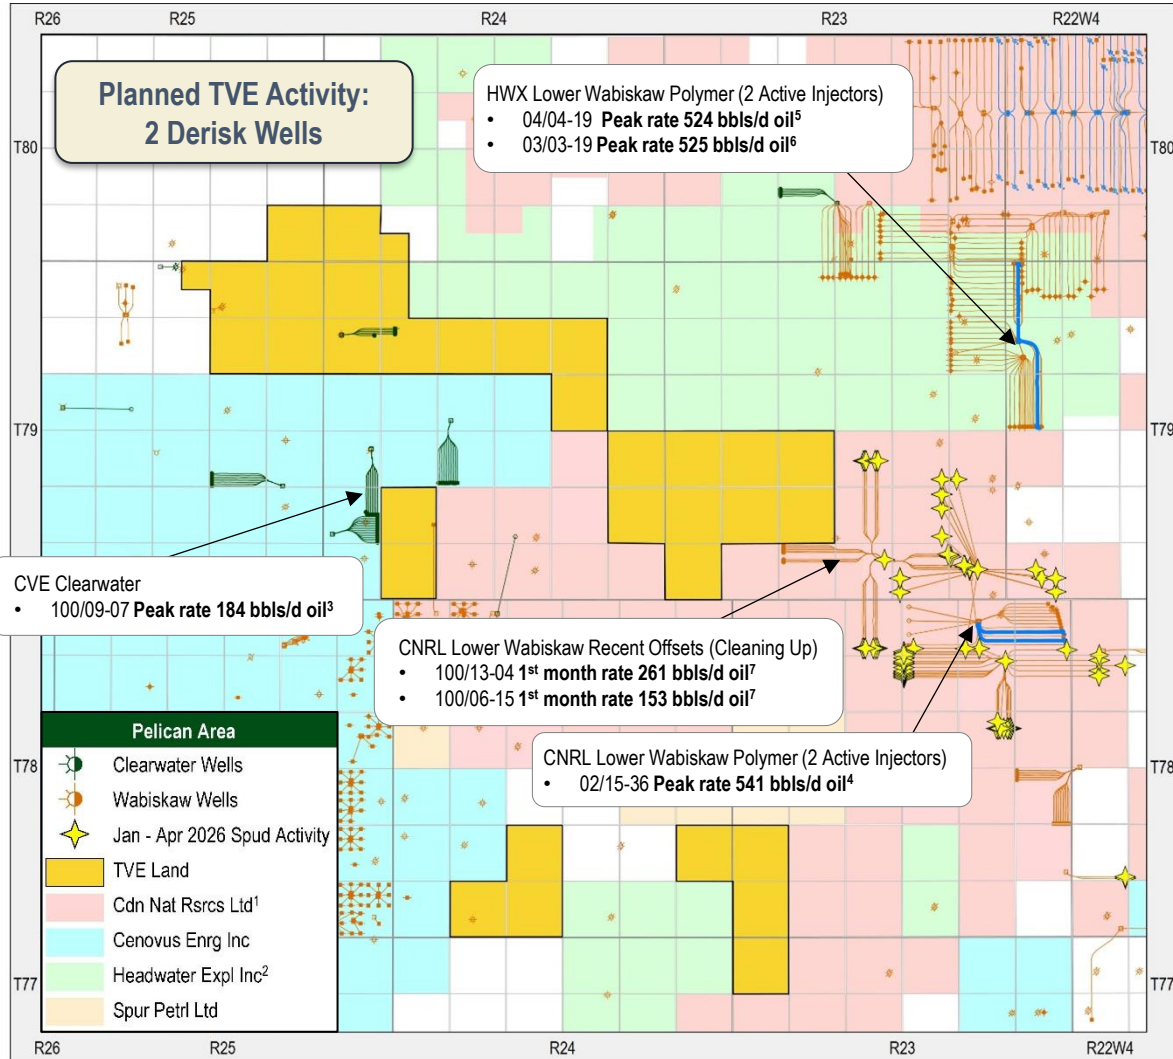 R26 R25 R24 R23 R22W4
Planned TVE Activity:
2 Derisk Wells
HWX Lower Wabiskaw Polymer (2 Active Injectors)
• 04/04-19 Peak rate 524 bbls/d oil⁵
• 03/03-19 Peak rate 525 bbls/d oil⁶
T80 T80
T79 T79
CVE Clearwater
• 100/09-07 Peak rate 184 bbls/d oil³
CNRL Lower Wabiskaw Recent Offsets (Cleaning Up)
• 100/13-04 1st month rate 261 bbls/d oil⁷
• 100/06-15 1st month rate 153 bbls/d oil⁷
CNRL Lower Wabiskaw Polymer (2 Active Injectors)
• 02/15-36 Peak rate 541 bbls/d oil⁴
T78 T78
Pelican Area
Clearwater Wells
Wabiskaw Wells
Jan - Apr 2026 Spud Activity
TVE Land
Cdn Nat Rsrcs Ltd¹
Cenovus Enrg Inc
Headwater Expl Inc²
Spur Petrl Ltd
T77 T77
R26 R25 R24 R23 R22W4